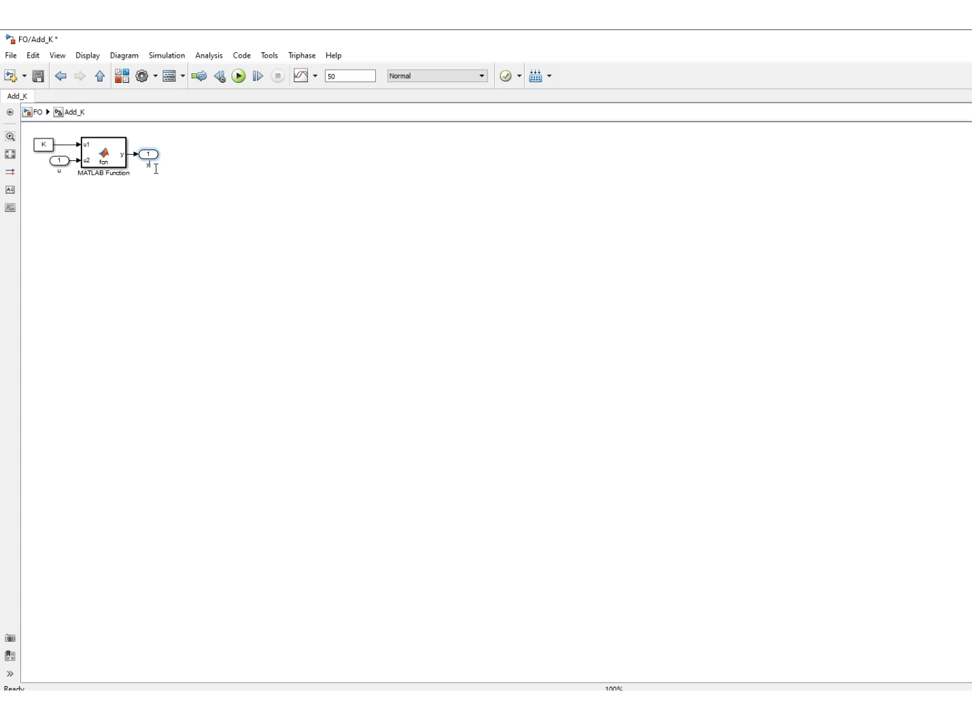 FO/Add_K *
File Edit View Display Diagram Simulation Analysis Code Tools Triphase Help
50 Normal
Add_K
FO Add_K
K u1
1 u2 fcn y 1
u MATLAB Function y
Ready 100%